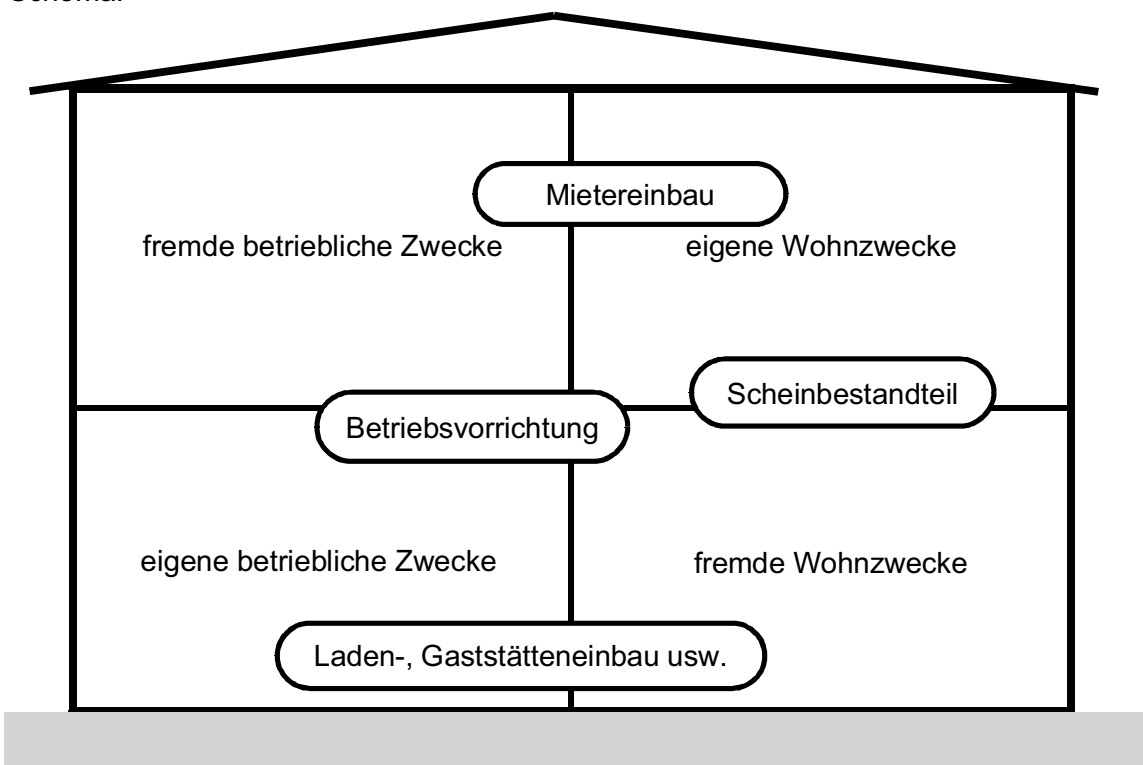 Schema:
Mietereinbau
fremde betriebliche Zwecke
eigene Wohnzwecke
Scheinbestandteil
Betriebsvorrichtung
eigene betriebliche Zwecke
fremde Wohnzwecke
Laden-, Gaststätteneinbau usw.